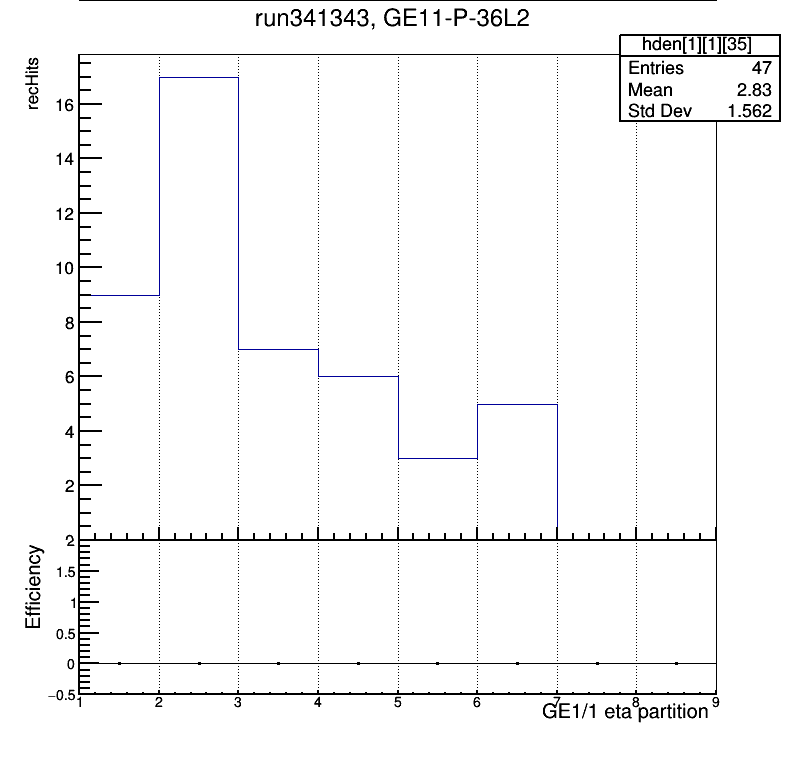 run341343, GE11-P-36L2
hden[1][1][35]
Entries 47
Mean 2.83
Std Dev 1.562
recHits
16
14
12
10
8
6
4
2
Efficiency
2
1.5
1
0.5
0
−0.5
1 2 3 4 5 6 7 8 9
GE1/1 eta partition